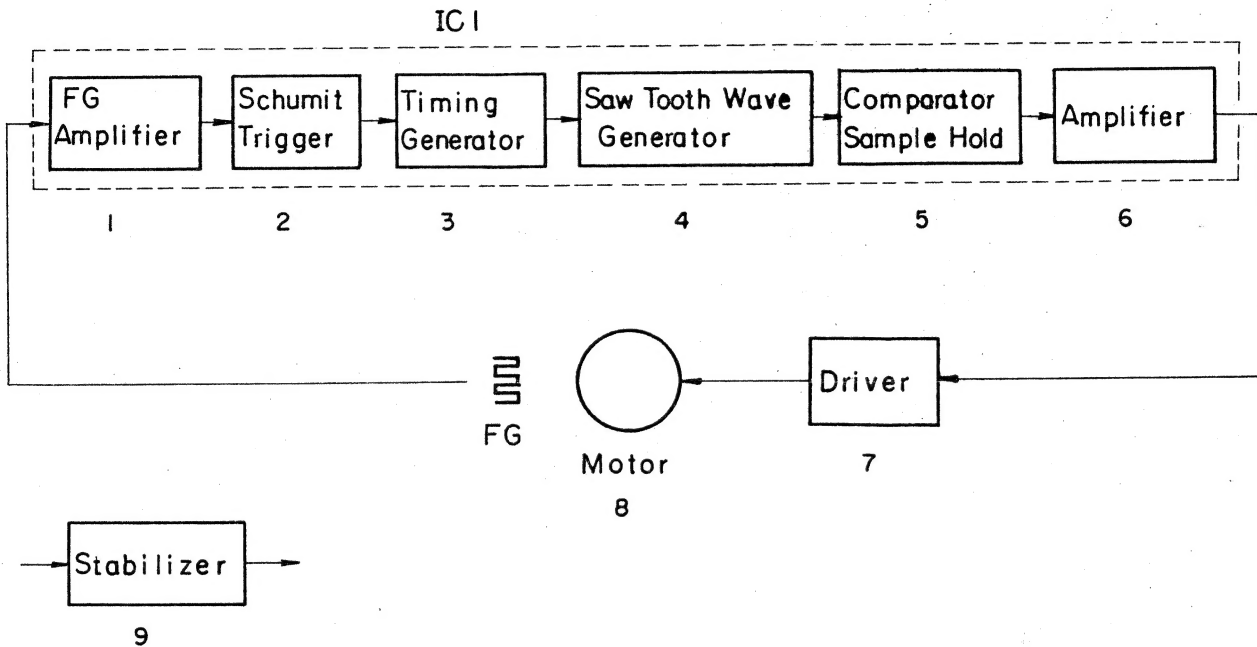 IC1
FG
Amplifier
Schumit
Trigger
Timing
Generator
Saw Tooth Wave
Generator
Comparator
Sample Hold
Amplifier
1
2
3
4
5
6
FG
Motor
8
Driver
7
Stabilizer
9